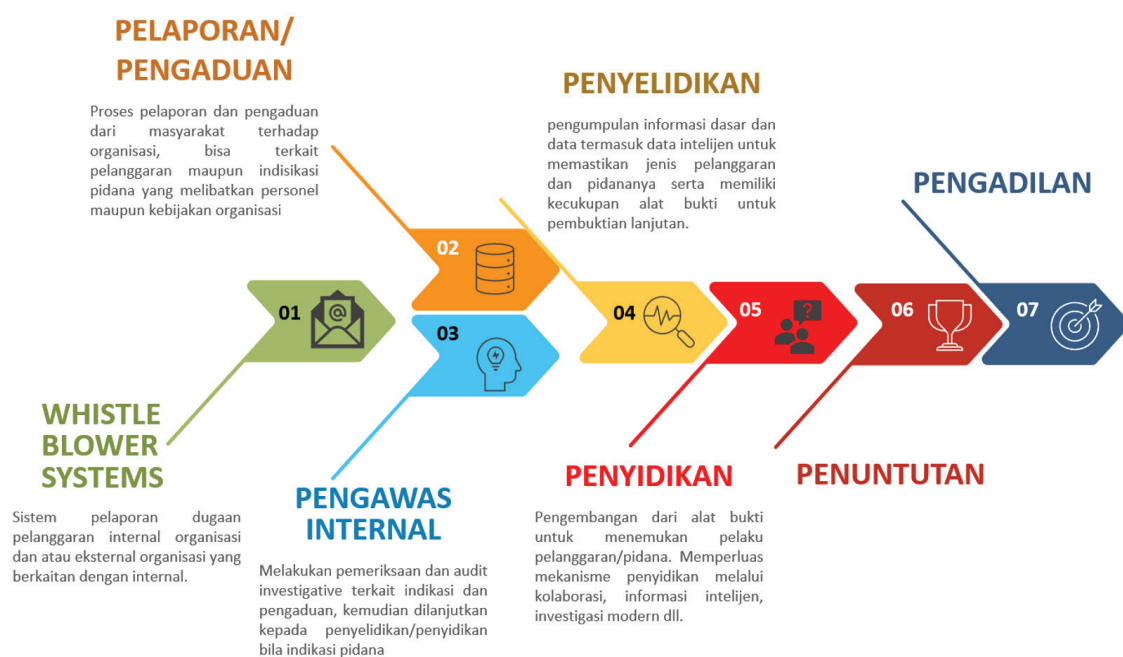 PELAPORAN/
PENGADUAN
Proses pelaporan dan pengaduan
dari masyarakat terhadap
organisasi, bisa terkait
pelanggaran maupun indisikasi
pidana yang melibatkan personel
maupun kebijakan organisasi
PENYELIDIKAN
pengumpulan informasi dasar dan
data termasuk data intelijen untuk
memastikan jenis pelanggaran
dan pidananya serta memiliki
kecukupan alat bukti untuk
pembuktian lanjutan.
PENGADILAN
01
@
02
03
04
05
?
06
07
WHISTLE
BLOWER
SYSTEMS
Sistem pelaporan dugaan
pelanggaran internal organisasi
dan atau eksternal organisasi yang
berkaitan dengan internal.
PENGAWAS
INTERNAL
Melakukan pemeriksaan dan audit
investigative terkait indikasi dan
pengaduan, kemudian dilanjutkan
kepada penyelidikan/penyidikan
bila indikasi pidana
PENYIDIKAN
Pengembangan dari alat bukti
untuk menemukan pelaku
pelanggaran/pidana. Memperluas
mekanisme penyidikan melalui
kolaborasi, informasi intelijen,
investigasi modern dll.
PENUNTUTAN